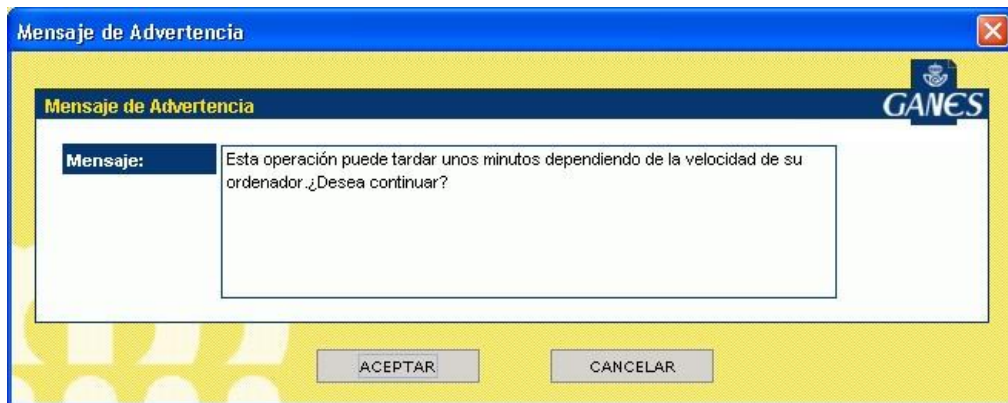 Mensaje de Advertencia
GANES
Mensaje de Advertencia
Mensaje:
Esta operación puede tardar unos minutos dependiendo de la velocidad de su
ordenador.¿Desea continuar?
ACEPTAR
CANCELAR